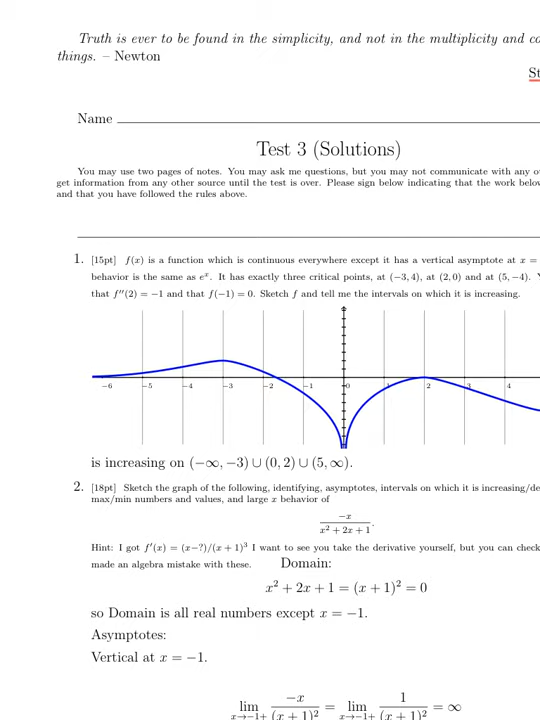 Truth is ever to be found in the simplicity, and not in the multiplicity and co
things. – Newton
St
Name
Test 3 (Solutions)
You may use two pages of notes. You may ask me questions, but you may not communicate with any o
get information from any other source until the test is over. Please sign below indicating that the work below
and that you have followed the rules above.
1. [15pt] f(x) is a function which is continuous everywhere except it has a vertical asymptote at x =
behavior is the same as e^x. It has exactly three critical points, at (−3, 4), at (2, 0) and at (5, −4). Y
that f′′(2) = −1 and that f(−1) = 0. Sketch f and tell me the intervals on which it is increasing.
−6 −5 −4 −3 −2 −1 0 1 2 3 4
is increasing on (−∞, −3) ∪ (0, 2) ∪ (5, ∞).
2. [18pt] Sketch the graph of the following, identifying, asymptotes, intervals on which it is increasing/de
max/min numbers and values, and large x behavior of
−x / x² + 2x + 1 .
Hint: I got f′(x) = (x−?)/(x + 1)³ I want to see you take the derivative yourself, but you can check
made an algebra mistake with these. Domain:
x² + 2x + 1 = (x + 1)² = 0
so Domain is all real numbers except x = −1.
Asymptotes:
Vertical at x = −1.
lim x→−1+ −x / (x + 1)² = lim x→−1+ 1 / (x + 1)² = ∞